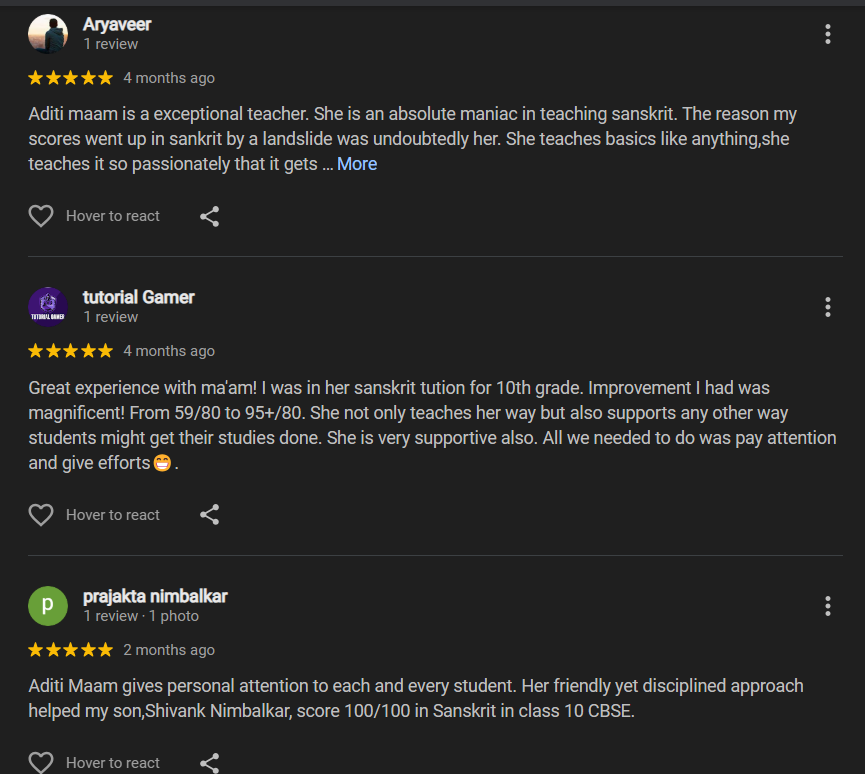 Aryaveer
1 review
4 months ago
Aditi maam is a exceptional teacher. She is an absolute maniac in teaching sanskrit. The reason my
scores went up in sankrit by a landslide was undoubtedly her. She teaches basics like anything,she
teaches it so passionately that it gets ... More
Hover to react
tutorial Gamer
TUTORIAL GAMER
1 review
4 months ago
Great experience with ma'am! I was in her sanskrit tution for 10th grade. Improvement I had was
magnificent! From 59/80 to 95+/80. She not only teaches her way but also supports any other way
students might get their studies done. She is very supportive also. All we needed to do was pay attention
and give efforts😁.
Hover to react
p
prajakta nimbalkar
1 review · 1 photo
2 months ago
Aditi Maam gives personal attention to each and every student. Her friendly yet disciplined approach
helped my son,Shivank Nimbalkar, score 100/100 in Sanskrit in class 10 CBSE.
Hover to react